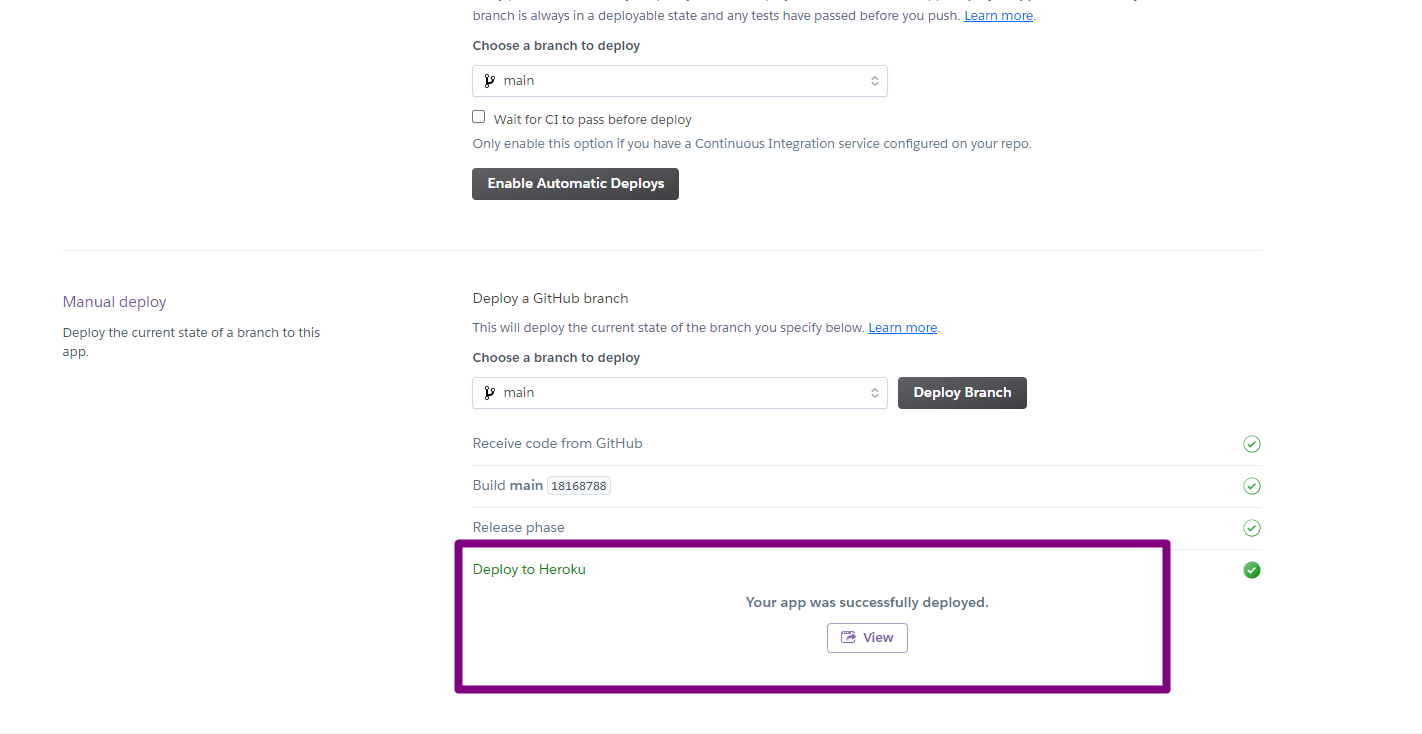 branch is always in a deployable state and any tests have passed before you push. Learn more.
Choose a branch to deploy
main
Wait for CI to pass before deploy
Only enable this option if you have a Continuous Integration service configured on your repo.
Enable Automatic Deploys
Manual deploy
Deploy the current state of a branch to this
app.
Deploy a GitHub branch
This will deploy the current state of the branch you specify below. Learn more.
Choose a branch to deploy
main
Deploy Branch
Receive code from GitHub
Build main 18168788
Release phase
Deploy to Heroku
Your app was successfully deployed.
View